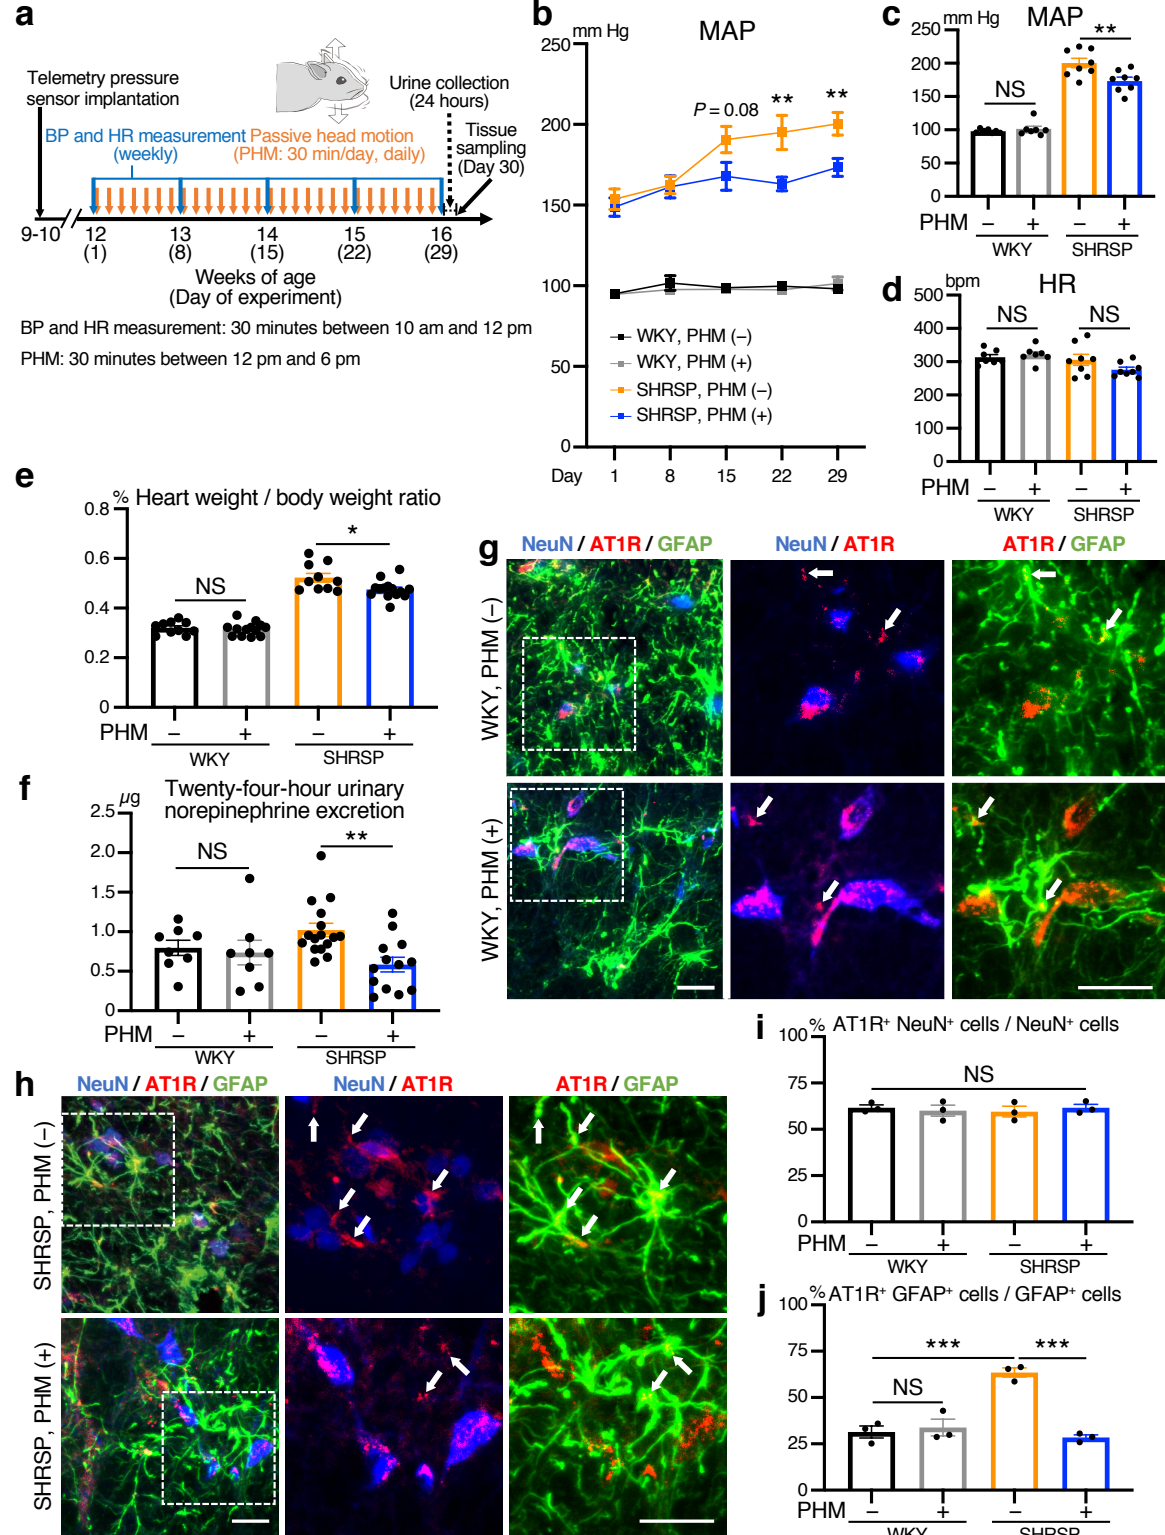 a
Telemetry pressure
sensor implantation
Urine collection
(24 hours)
Tissue
sampling
(Day 30)
BP and HR measurement
(weekly)
Passive head motion
(PHM: 30 min/day, daily)
9-10 12 13 14 15 16
(1) (8) (15) (22) (29)
Weeks of age
(Day of experiment)
BP and HR measurement: 30 minutes between 10 am and 12 pm
PHM: 30 minutes between 12 pm and 6 pm
b
mm Hg MAP
250
200
150
100
50
0
P = 0.08 ** **
WKY, PHM (–)
WKY, PHM (+)
SHRSP, PHM (–)
SHRSP, PHM (+)
Day 1 8 15 22 29
c
mm Hg MAP
250
200
150
100
50
0
NS **
PHM – + – +
WKY SHRSP
d
bpm HR
500
400
300
200
100
0
NS NS
PHM – + – +
WKY SHRSP
e
% Heart weight / body weight ratio
0.8
0.6
0.4
0.2
0
NS *
PHM – + – +
WKY SHRSP
f
µg Twenty-four-hour urinary
norepinephrine excretion
2.5
2.0
1.5
1.0
0.5
0
NS **
PHM – + – +
WKY SHRSP
g
NeuN / AT1R / GFAP NeuN / AT1R AT1R / GFAP
WKY, PHM (–)
WKY, PHM (+)
h
NeuN / AT1R / GFAP NeuN / AT1R AT1R / GFAP
SHRSP, PHM (–)
SHRSP, PHM (+)
i
% AT1R⁺ NeuN⁺ cells / NeuN⁺ cells
100
75
50
25
0
NS
PHM – + – +
WKY SHRSP
j
% AT1R⁺ GFAP⁺ cells / GFAP⁺ cells
100
75
50
25
0
NS *** ***
PHM – + – +
WKY SHRSP